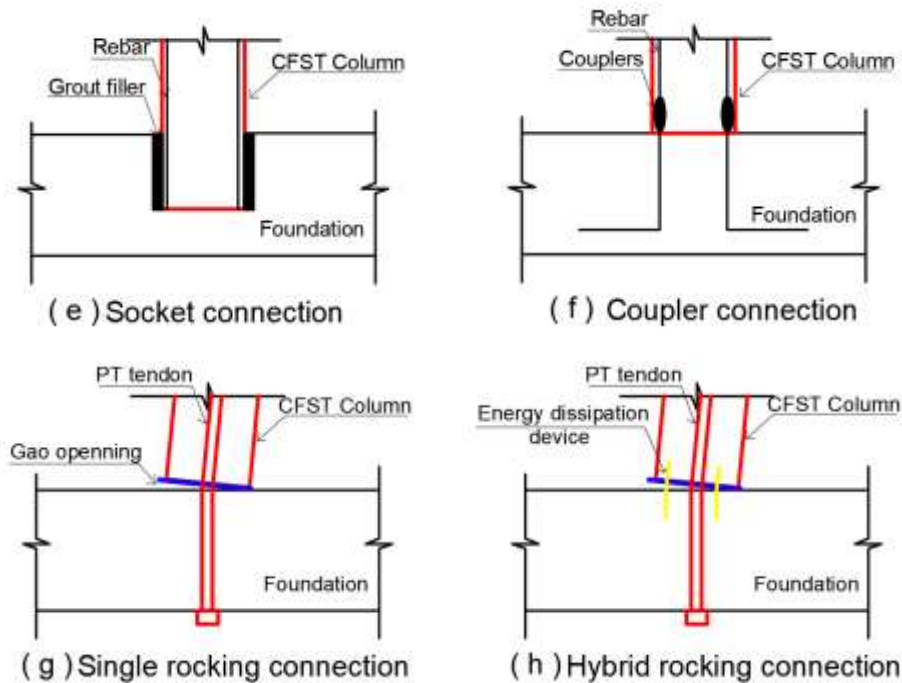 Rebar
CFST Column
Grout filler
Foundation
( e ) Socket connection
Rebar
Couplers
CFST Column
Foundation
( f ) Coupler connection
PT tendon
CFST Column
Gao openning
Foundation
( g ) Single rocking connection
PT tendon
CFST Column
Energy dissipation
device
Foundation
( h ) Hybrid rocking connection